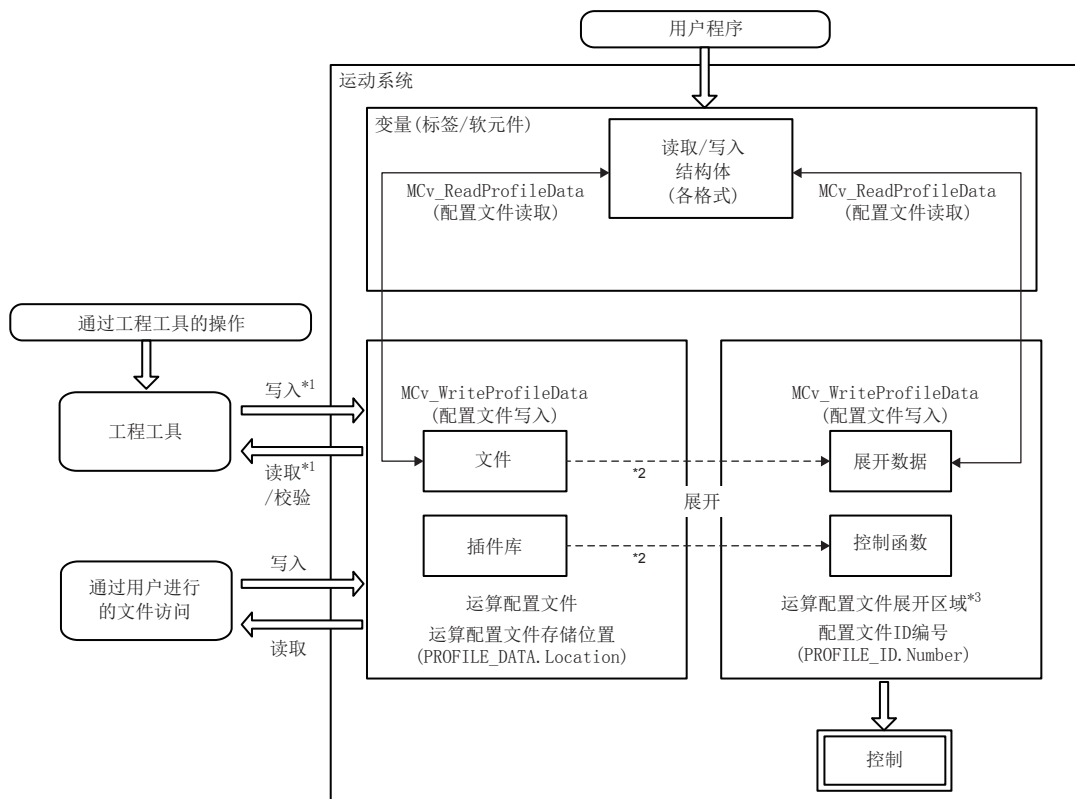 用户程序
运动系统
变量(标签/软元件)
读取/写入
结构体
(各格式)
MCv_ReadProfileData
(配置文件读取)
MCv_ReadProfileData
(配置文件读取)
通过工程工具的操作
写入*1
工程工具
读取*1
/校验
MCv_WriteProfileData
(配置文件写入)
文件
*2
MCv_WriteProfileData
(配置文件写入)
展开数据
展开
插件库
*2
控制函数
写入
通过用户进行
的文件访问
读取
运算配置文件
运算配置文件存储位置
(PROFILE_DATA.Location)
运算配置文件展开区域*3
配置文件ID编号
(PROFILE_ID.Number)
控制